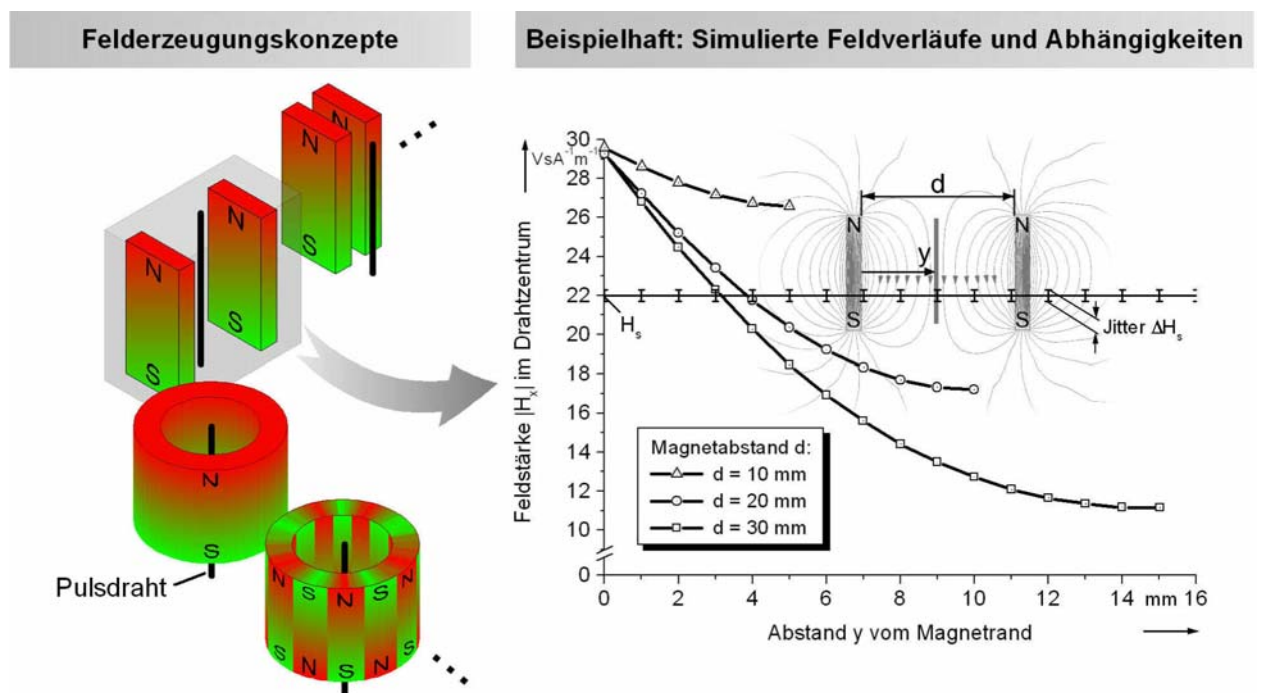 Felderzeugungskonzepte
N
N
N
S
N
S
S
N
S
Pulsdraht
N
S
N
S
N
S
N
S
N
S
Beispielhaft: Simulierte Feldverläufe und Abhängigkeiten
Feldstärke |Hₓ| im Drahtzentrum
VsA⁻¹m⁻¹
30
28
26
24
22
20
18
16
14
12
10
0
d
N
N
y
S
S
Hₛ
Jitter ΔHₛ
Magnetabstand d:
d = 10 mm
d = 20 mm
d = 30 mm
0 2 4 6 8 10 12 14 mm 16
Abstand y vom Magnetrand